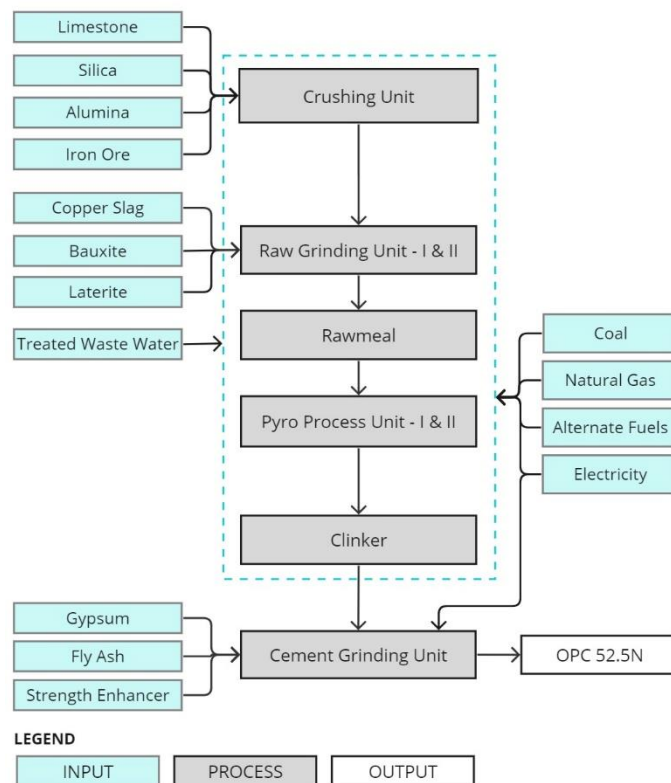 Limestone
Silica
Alumina
Iron Ore
Crushing Unit
Copper Slag
Bauxite
Laterite
Raw Grinding Unit - I & II
Treated Waste Water
Rawmeal
Coal
Natural Gas
Alternate Fuels
Electricity
Pyro Process Unit - I & II
Clinker
Gypsum
Fly Ash
Strength Enhancer
Cement Grinding Unit
OPC 52.5N
LEGEND
INPUT
PROCESS
OUTPUT